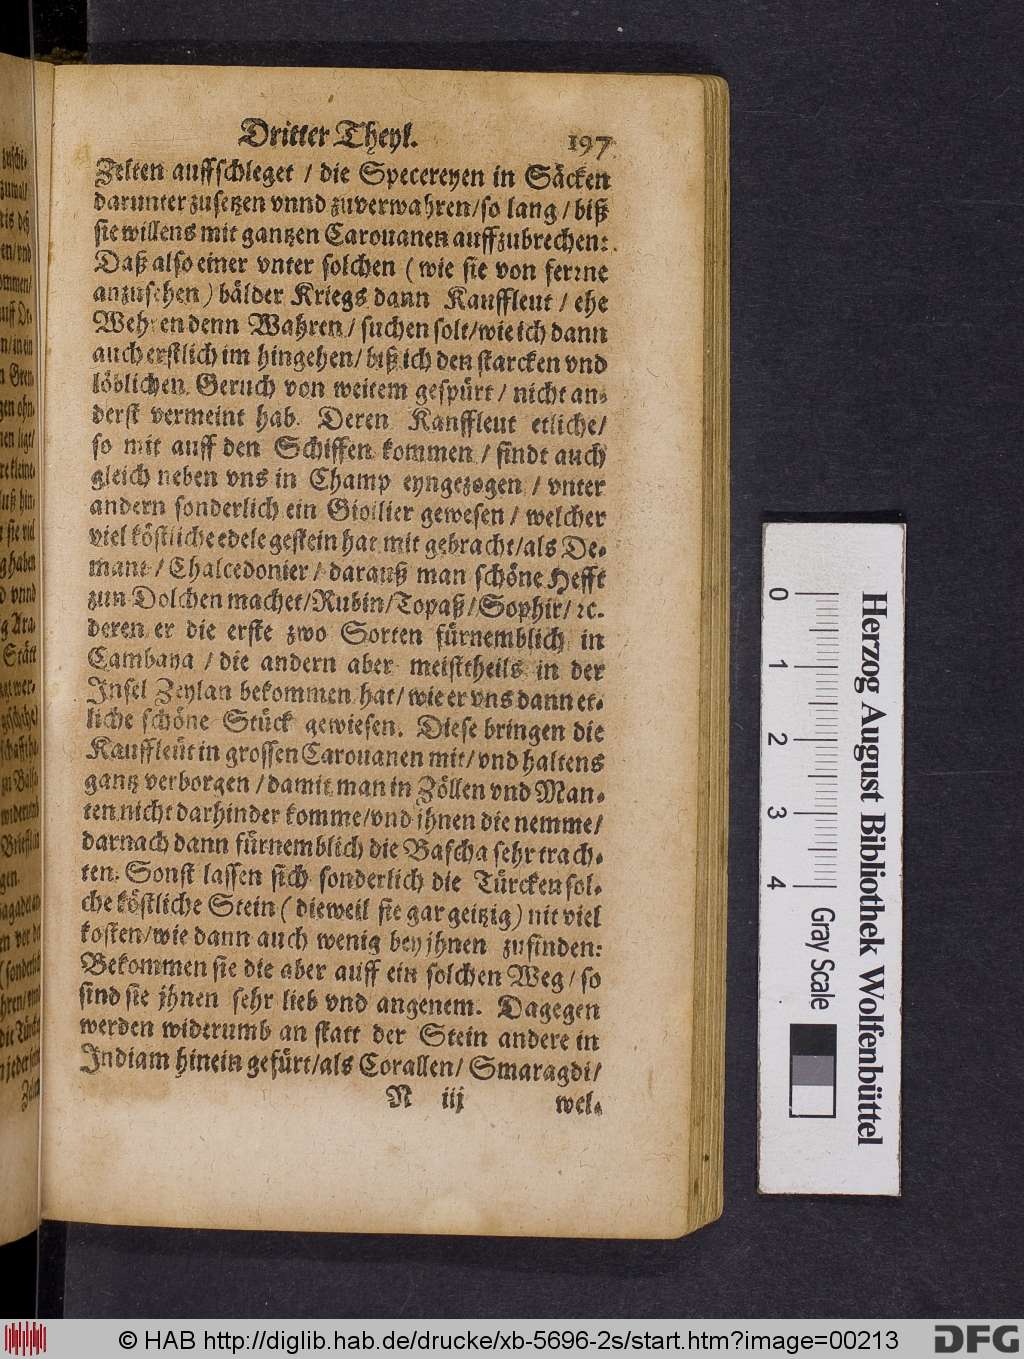 Dritter Theyl. 197
Zelten auffschleget / die Specereyen in Säcken
darunter zusetzen vnnd zuverwahren / so lang / biß
sie willens mit gantzen Carouanen auffzubrechen:
Daß also einer vnter solchen ( wie sie von ferrne
anzusehen ) bälder Kriegs dann Kauffleut / ehe
Wehren denn Wahren / suchen solt / wie ich dann
auch erstlich im hingehen / biß ich den starcken vnd
löblichen Geruch von weitem gespürt / nicht an-
derst vermeint hab. Deren Kauffleut etliche /
so mit auff den Schiffen kommen / sindt auch
gleich neben vns in Champ eyngezogen / vnter
andern sonderlich ein Gioilier gewesen / welcher
viel köstliche edele gestein hat mit gebracht / als De-
mant / Chalcedonier / darauß man schöne Hefft
zun Dolchen machet / Rubin / Topaß / Sophir / ꝛc.
deren er die erste zwo Sorten fürnemblich in
Cambaya / die andern aber meisttheils in der
Insel Zeylan bekommen hat / wie er vns dann et-
liche schöne Stück gewiesen. Diese bringen die
Kauffleüt in grossen Carouanen mit / vnd haltens
gantz verborgen / damit man in Zöllen vnd Man-
ten nicht darhinder komme / vnd jhnen die nemme /
darnach dann fürnemblich die Bascha sehr trach-
ten. Sonst lassen sich sonderlich die Türcken sol-
che köstliche Stein ( dieweil sie gar geitzig ) nit viel
kosten / wie dann auch wenig bey jhnen zufinden:
Bekommen sie die aber auff ein solchen Weg / so
sind sie jhnen sehr lieb vnd angenem. Dagegen
werden widerumb an statt der Stein andere in
Indiam hinein gefürt / als Corallen / Smaragdi /
N iij wel-
0 1 2 3 4 Gray Scale
Herzog August Bibliothek Wolfenbüttel
© HAB http://diglib.hab.de/drucke/xb-5696-2s/start.htm?image=00213
DFG